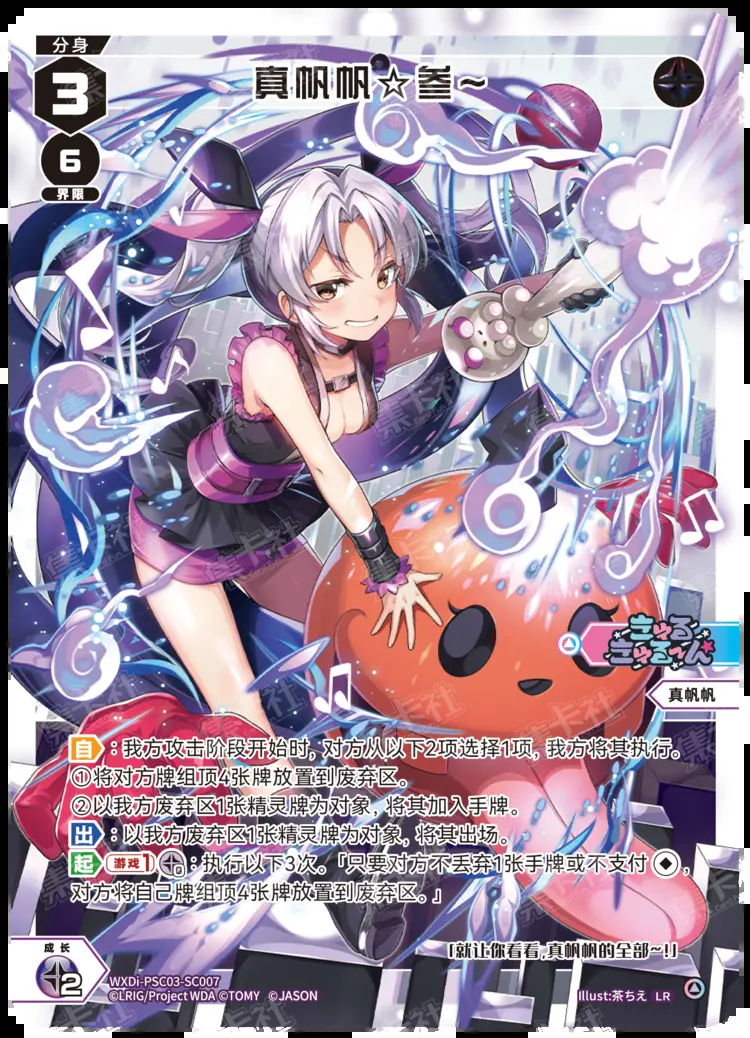 分身
3
真帆帆☆叁~
6
界限
きゅる
きゅる~ん
真帆帆
自:我方攻击阶段开始时,对方从以下2项选择1项,我方将其执行。
①将对方牌组顶4张牌放置到废弃区。
②以我方废弃区1张精灵牌为对象,将其加入手牌。
出:以我方废弃区1张精灵牌为对象,将其出场。
起 游戏1 0:执行以下3次。「只要对方不丢弃1张手牌或不支付,
对方将自己牌组顶4张牌放置到废弃区。」
「就让你看看,真帆帆的全部~!」
成长
2
WXDi-PSC03-SC007
©LRIG/Project WDA ©TOMY ©JASON
Illust:茶ちえ LR
集卡社